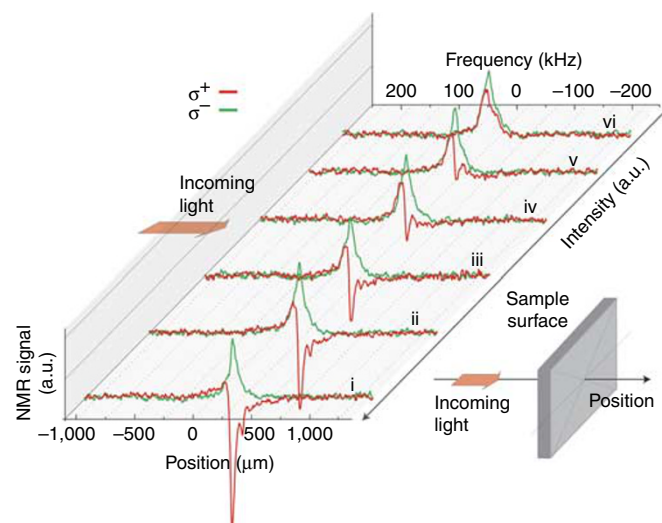 Frequency (kHz)
200 100 0 −100 −200
σ+
σ−
Intensity (a.u.)
vi
v
iv
iii
ii
i
Incoming
light
NMR signal
(a.u.)
−1,000 −500 0 500 1,000
Position (μm)
Sample
surface
Incoming
light
Position